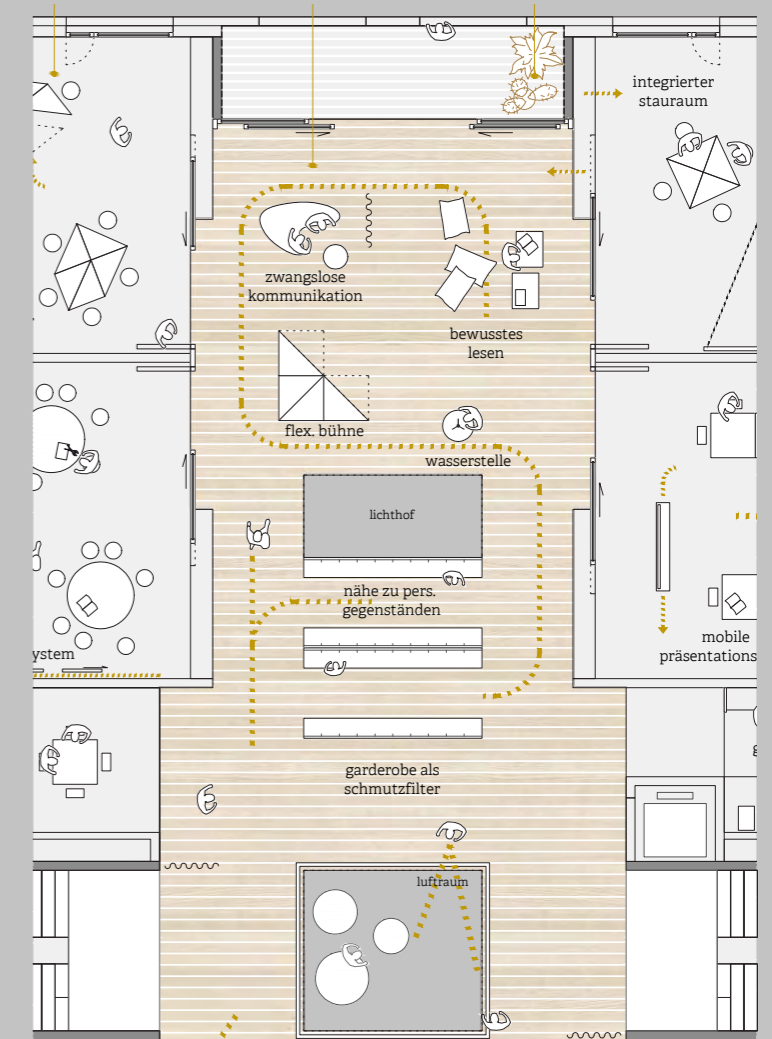 integrierter
stauraum
zwangslose
kommunikation
bewusstes
lesen
flex. bühne
wasserstelle
lichthof
nähe zu pers.
gegenständen
ystem
mobile
präsentations
g
garderobe als
schmutzfilter
luftraum